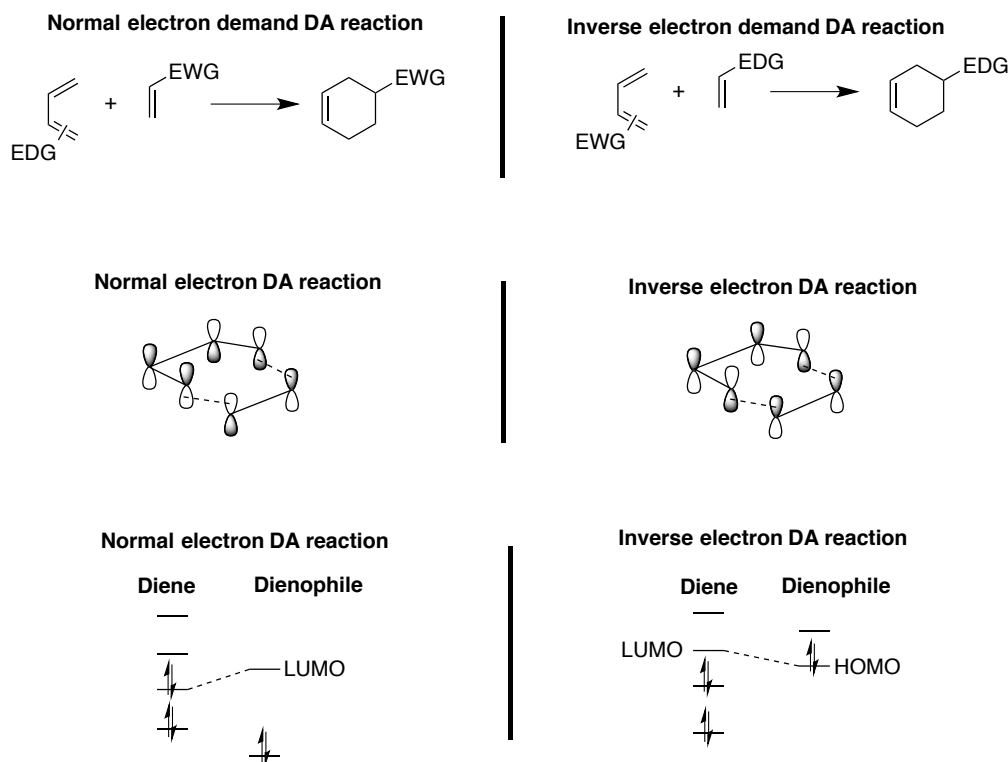 Normal electron demand DA reaction
EWG
+
EWG
EDG
Inverse electron demand DA reaction
EDG
+
EDG
EWG
Normal electron DA reaction
Inverse electron DA reaction
Normal electron DA reaction
Diene Dienophile
LUMO
Inverse electron DA reaction
Diene Dienophile
LUMO
HOMO